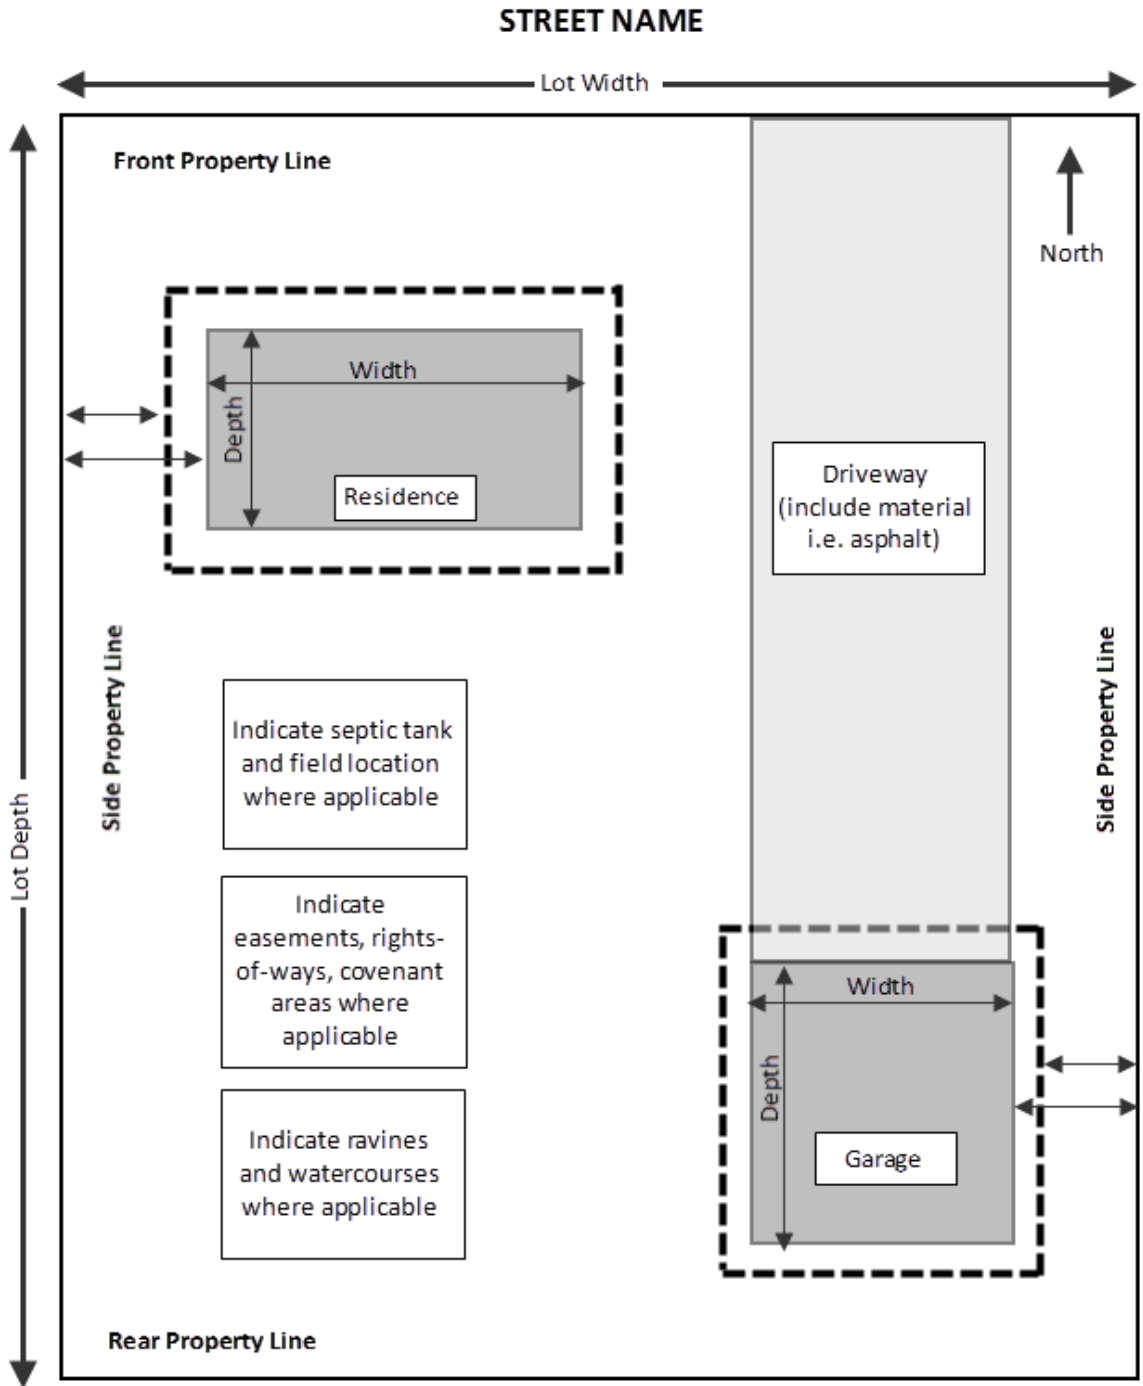 STREET NAME
Lot Width
Front Property Line
North
Width
Depth
Residence
Driveway
(include material
i.e. asphalt)
Side Property Line
Side Property Line
Lot Depth
Indicate septic tank
and field location
where applicable
Indicate
easements, rights-
of-ways, covenant
areas where
applicable
Width
Depth
Garage
Indicate ravines
and watercourses
where applicable
Rear Property Line